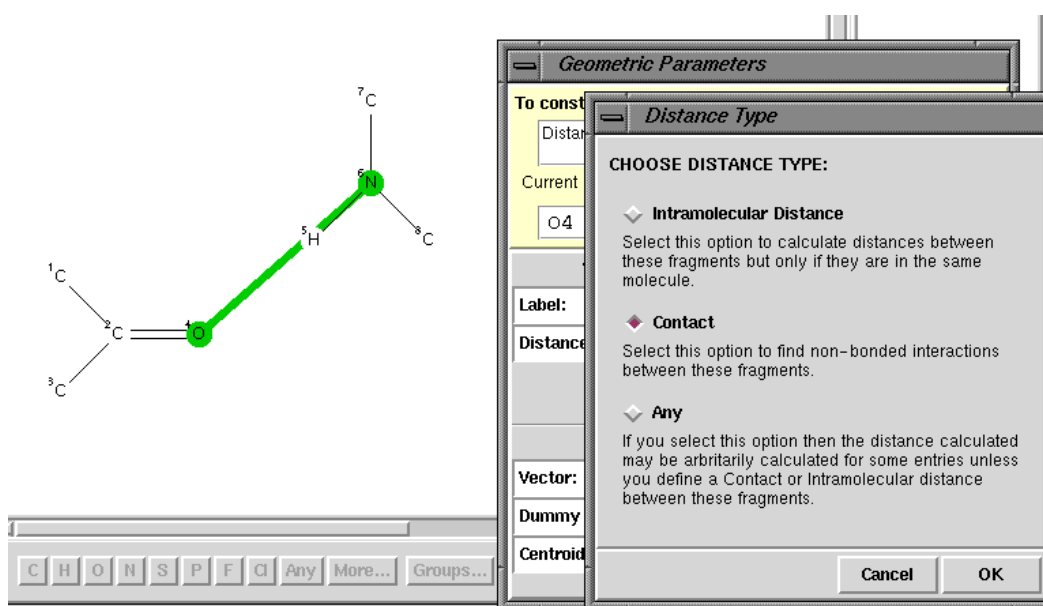 Geometric Parameters
To const
Distar
Current
O4
Label:
Distance
Vector:
Dummy
Centroid
Distance Type
CHOOSE DISTANCE TYPE:
Intramolecular Distance
Select this option to calculate distances between
these fragments but only if they are in the same
molecule.
Contact
Select this option to find non-bonded interactions
between these fragments.
Any
If you select this option then the distance calculated
may be arbritarily calculated for some entries unless
you define a Contact or Intramolecular distance
between these fragments.
Cancel OK
7C
6N
5H
8C
1C
2C
4O
3C
C H O N S P F Cl Any More... Groups...